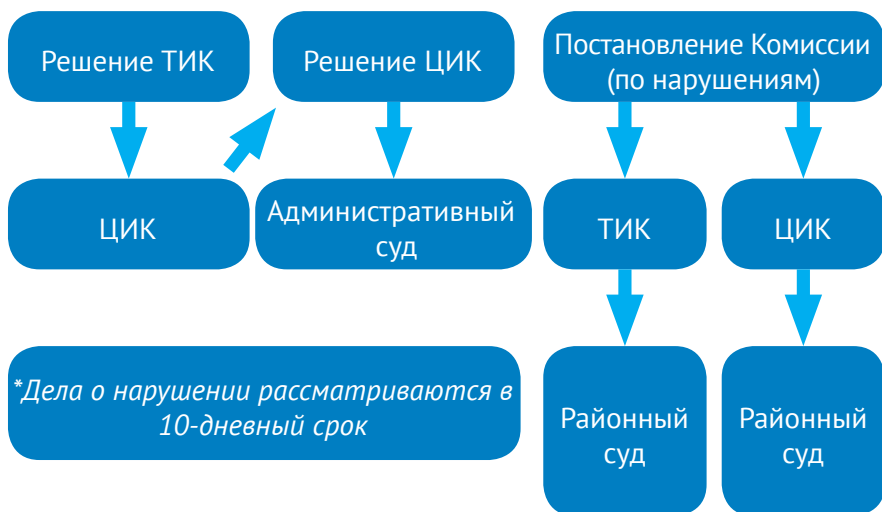 Решение ТИК
Решение ЦИК
Постановление Комиссии
(по нарушениям)
ЦИК
Административный
суд
ТИК
ЦИК
*Дела о нарушении рассматриваются в
10-дневный срок
Районный
суд
Районный
суд